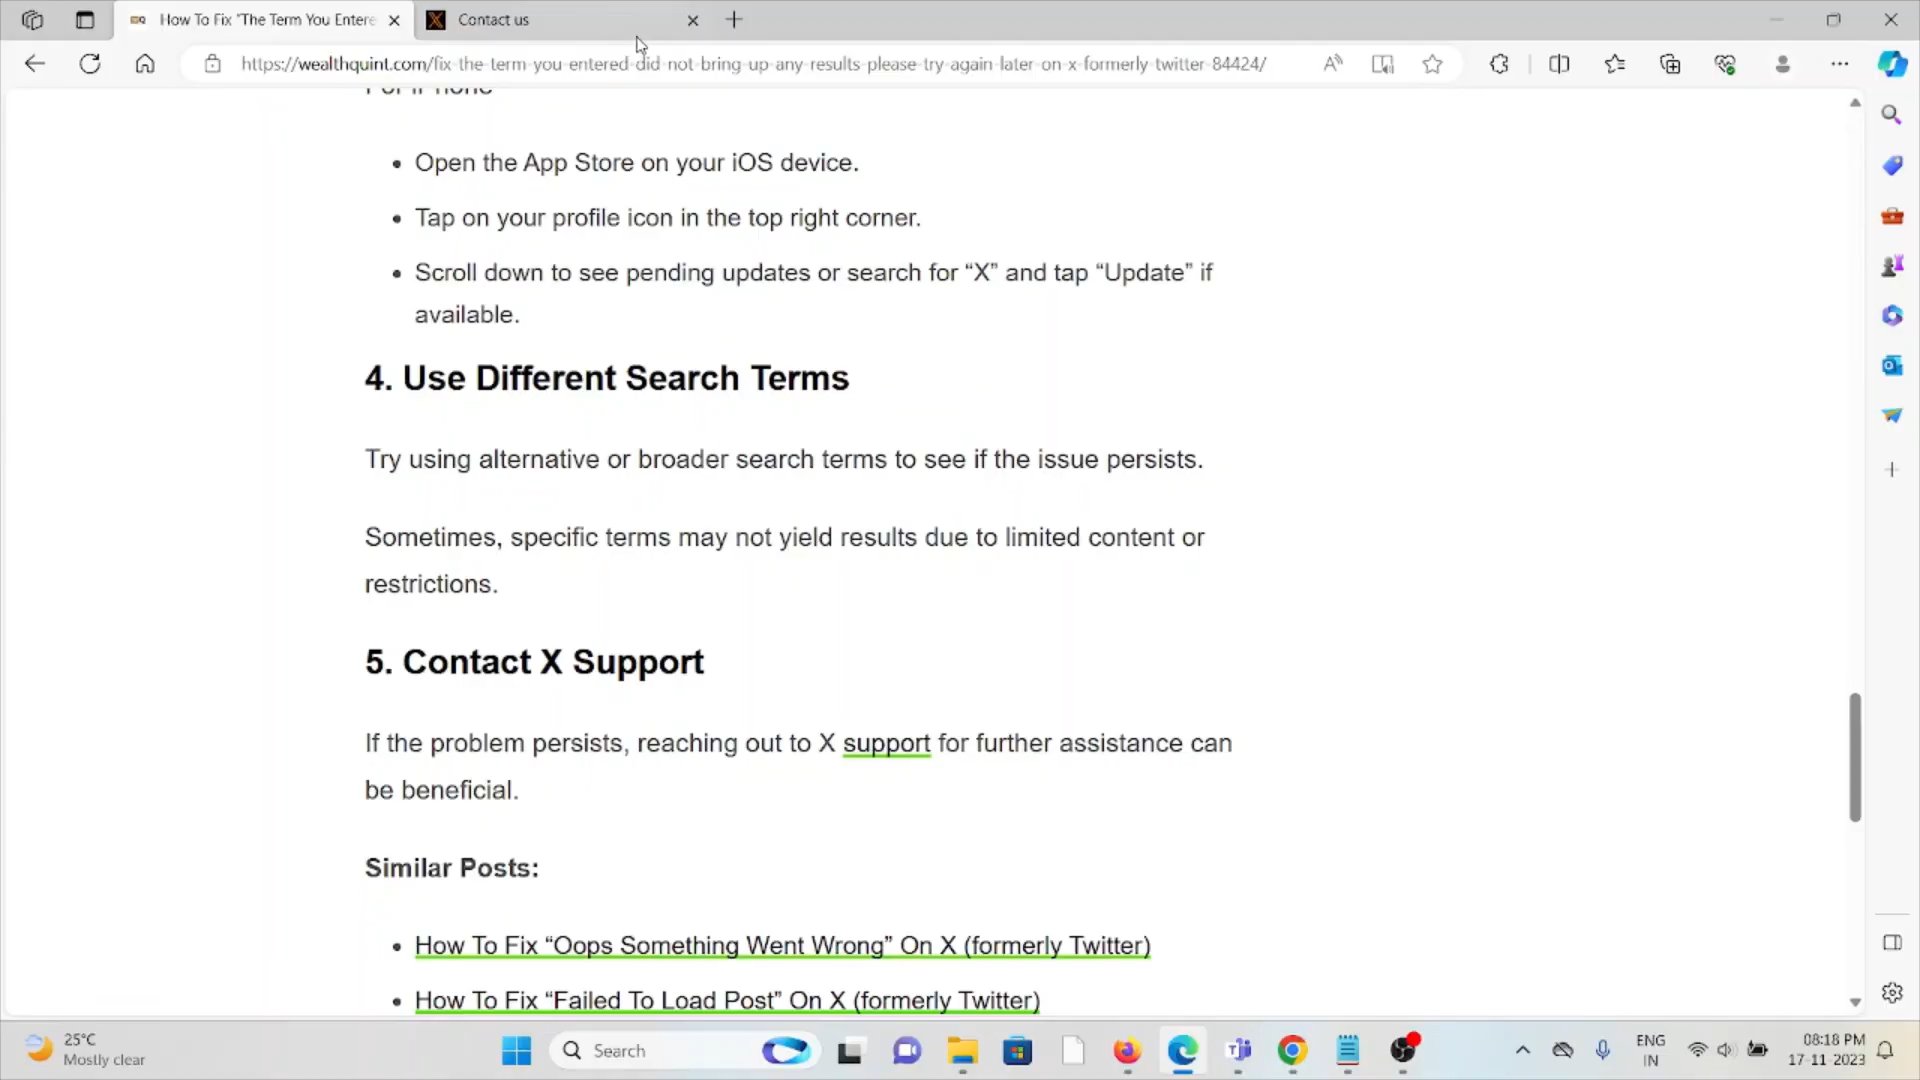 How To Fix "The Term You Entere
Contact us
https://wealthquint.com/fix-the-term-you-entered-did-not-bring-up-any-results-please-try-again-later-on-x-formerly-twitter-84424/
For iPhone
Open the App Store on your iOS device.
Tap on your profile icon in the top right corner.
Scroll down to see pending updates or search for “X” and tap “Update” if
available.
4. Use Different Search Terms
Try using alternative or broader search terms to see if the issue persists.
Sometimes, specific terms may not yield results due to limited content or
restrictions.
5. Contact X Support
If the problem persists, reaching out to X support for further assistance can
be beneficial.
Similar Posts:
How To Fix “Oops Something Went Wrong” On X (formerly Twitter)
How To Fix “Failed To Load Post” On X (formerly Twitter)
25°C
Mostly clear
Search
ENG
IN
08:18 PM
17-11-2023